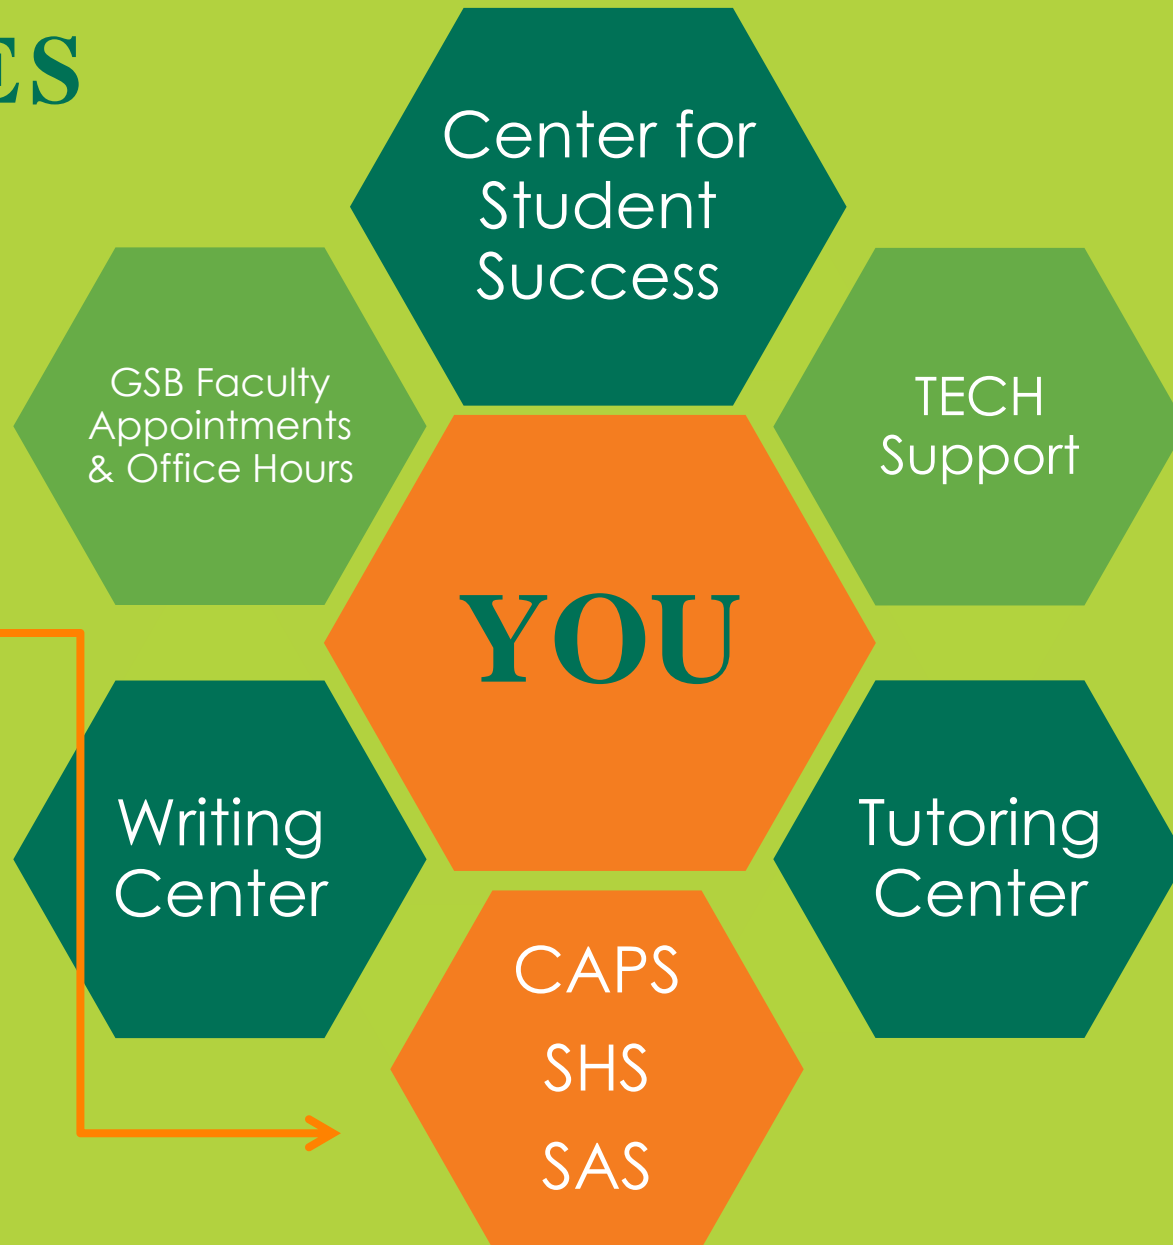 ES
Center for
Student
Success
GSB Faculty
Appointments
& Office Hours
TECH
Support
YOU
Writing
Center
Tutoring
Center
CAPS
SHS
SAS